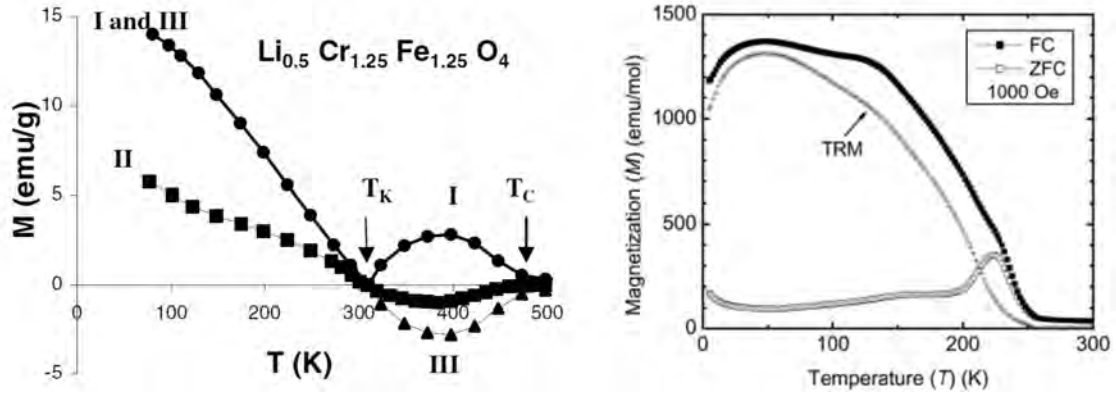 15
I and III
Li0.5 Cr1.25 Fe1.25 O4
10
M (emu/g)
II
5
TK
I
TC
0
0 100 200 300 400 500
T (K)
III
-5
1500
FC
ZFC
1000 Oe
1000
TRM
Magnetization (M) (emu/mol)
500
0
0 100 200 300
Temperature (T) (K)